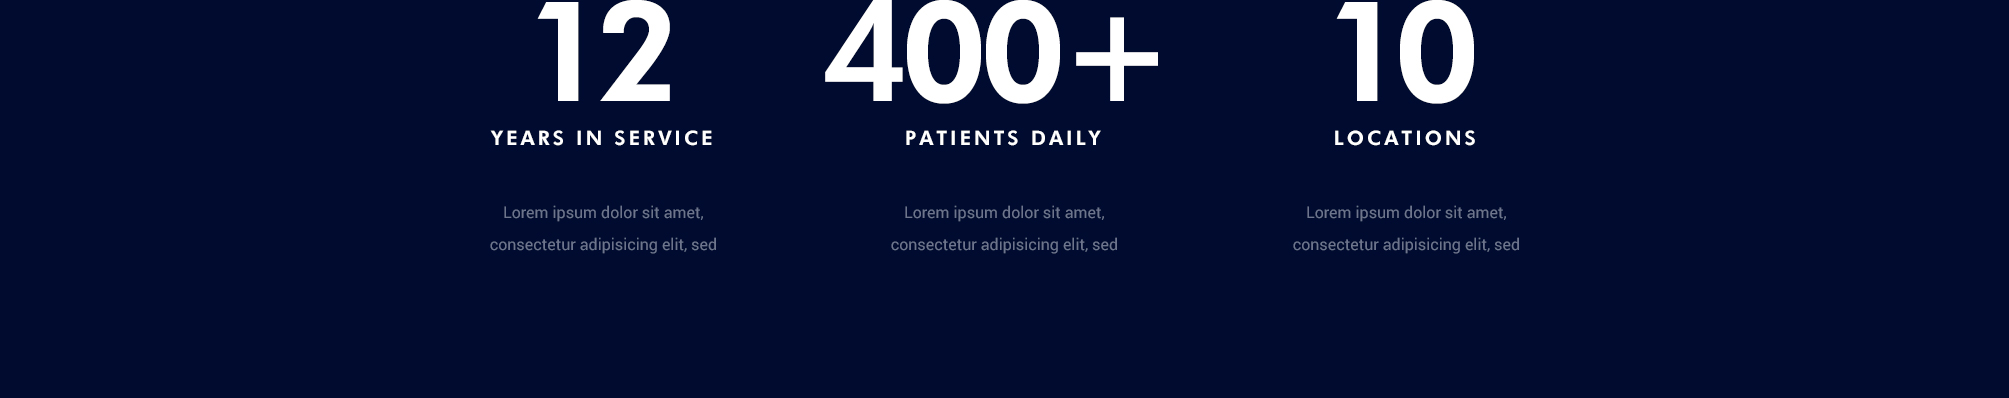 12
YEARS IN SERVICE
Lorem ipsum dolor sit amet,
consectetur adipisicing elit, sed
400+
PATIENTS DAILY
Lorem ipsum dolor sit amet,
consectetur adipisicing elit, sed
10
LOCATIONS
Lorem ipsum dolor sit amet,
consectetur adipisicing elit, sed